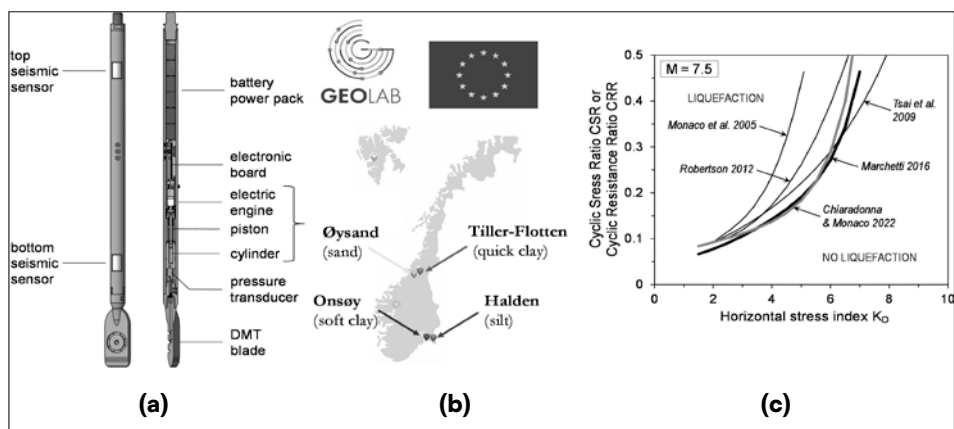 top
seismic
sensor
bottom
seismic
sensor
battery
power pack
electronic
board
electric
engine
piston
cylinder
pressure
transducer
DMT
blade
(a)
GEOLAB
Øysand
(sand)
Tiller-Flotten
(quick clay)
Onsøy
(soft clay)
Halden
(silt)
(b)
Cyclic Sress Ratio CSR or
Cyclic Resistance Ratio CRR
0.5
0.4
0.3
0.2
0.1
0
M = 7.5
LIQUEFACTION
Monaco et al. 2005
Tsai et al.
2009
Robertson 2012
Marchetti 2016
Chiaradonna
& Monaco 2022
NO LIQUEFACTION
0 2 4 6 8 10
Horizontal stress index KD
(c)